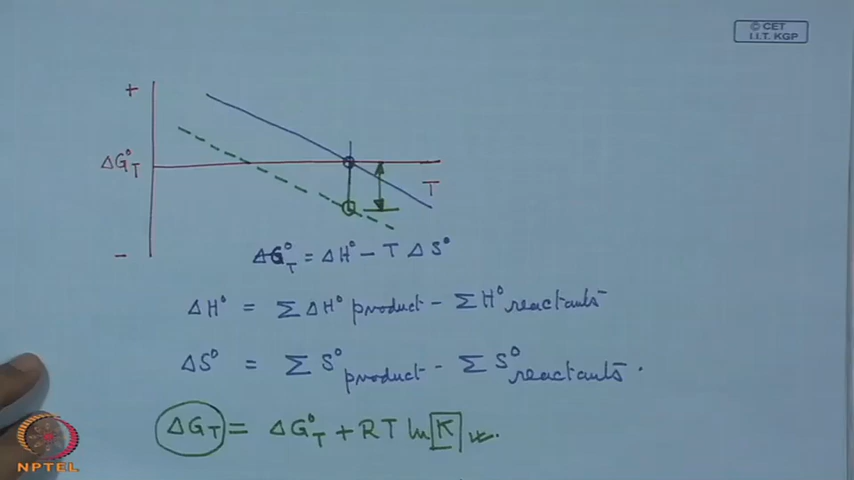 © CET
I.I.T. KGP
+
ΔG°T
T
−
ΔG°T = ΔH° − T ΔS°
ΔH° = Σ ΔH° product − Σ H° reactants
ΔS° = Σ S° product − Σ S° reactants.
ΔGT = ΔG°T + RT ln K
NPTEL